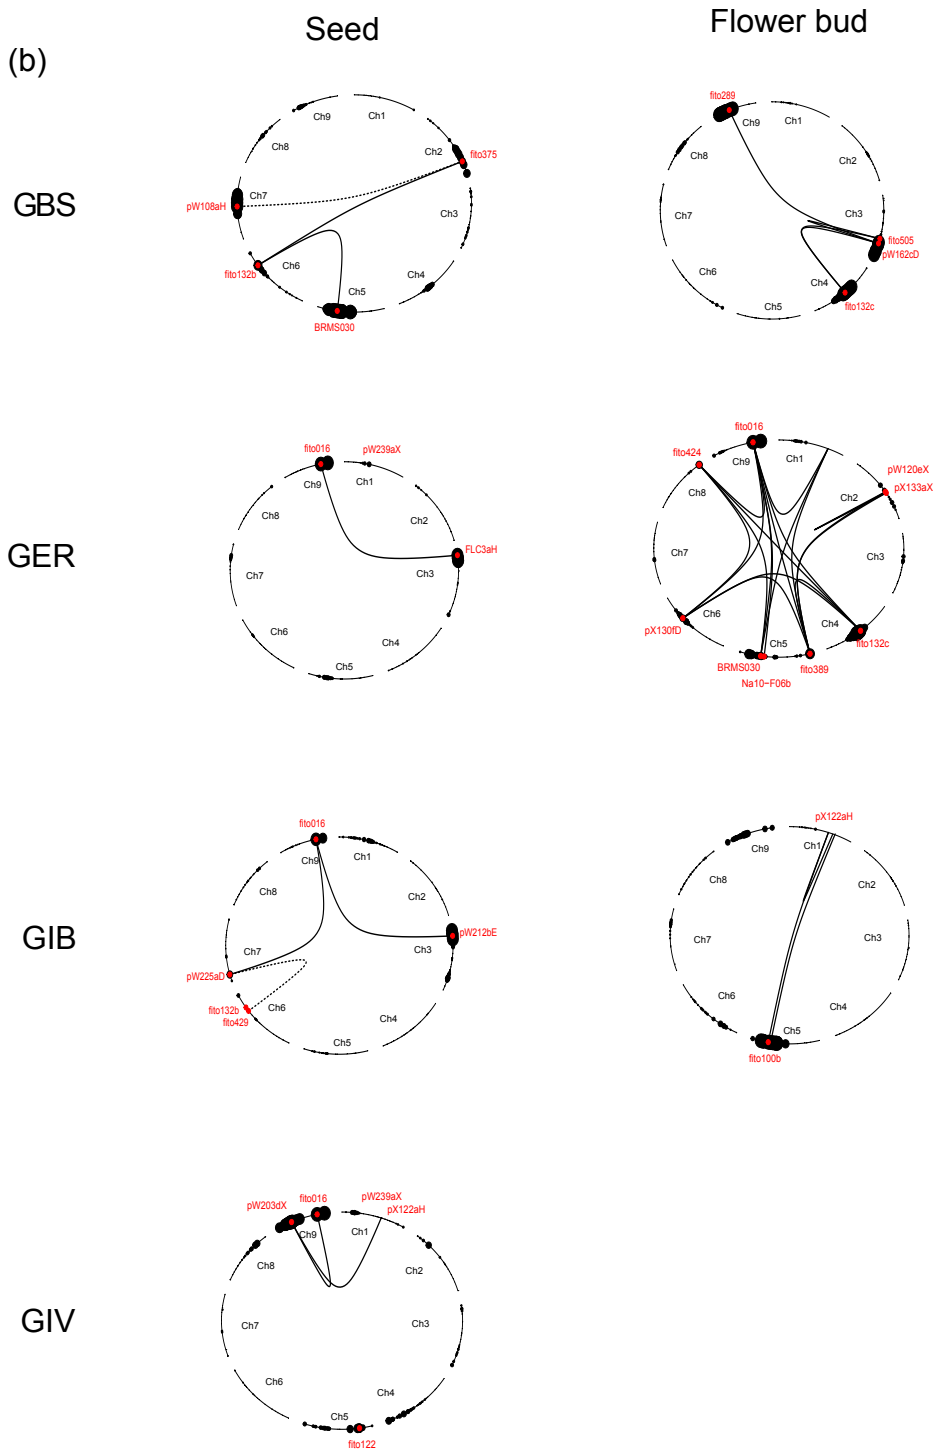 Seed
Flower bud
(b)
GBS
Ch9
Ch1
Ch8
Ch2
fito375
Ch7
pW108aH
Ch3
Ch6
fito132b
Ch4
Ch5
BRMS030
fito289
Ch9
Ch1
Ch8
Ch2
Ch7
Ch3
fito505
pW162cD
Ch6
Ch4
Ch5
fito132c
GER
fito016
pW239aX
Ch9
Ch1
Ch8
Ch2
FLC3aH
Ch7
Ch3
Ch6
Ch4
Ch5
fito016
fito424
Ch9
Ch1
pW120eX
Ch8
Ch2
pX133aX
Ch7
Ch3
Ch6
Ch4
pX130fD
Ch5
fito132c
BRMS030
fito389
Na10−F06b
GIB
fito016
Ch9
Ch1
Ch8
Ch2
pW212bE
Ch7
Ch3
pW225aD
Ch6
fito132b
fito429
Ch4
Ch5
pX122aH
Ch9
Ch1
Ch8
Ch2
Ch7
Ch3
Ch6
Ch4
Ch5
fito100b
GIV
pW203dX
fito016
pW239aX
pX122aH
Ch9
Ch1
Ch8
Ch2
Ch7
Ch3
Ch6
Ch4
Ch5
fito122